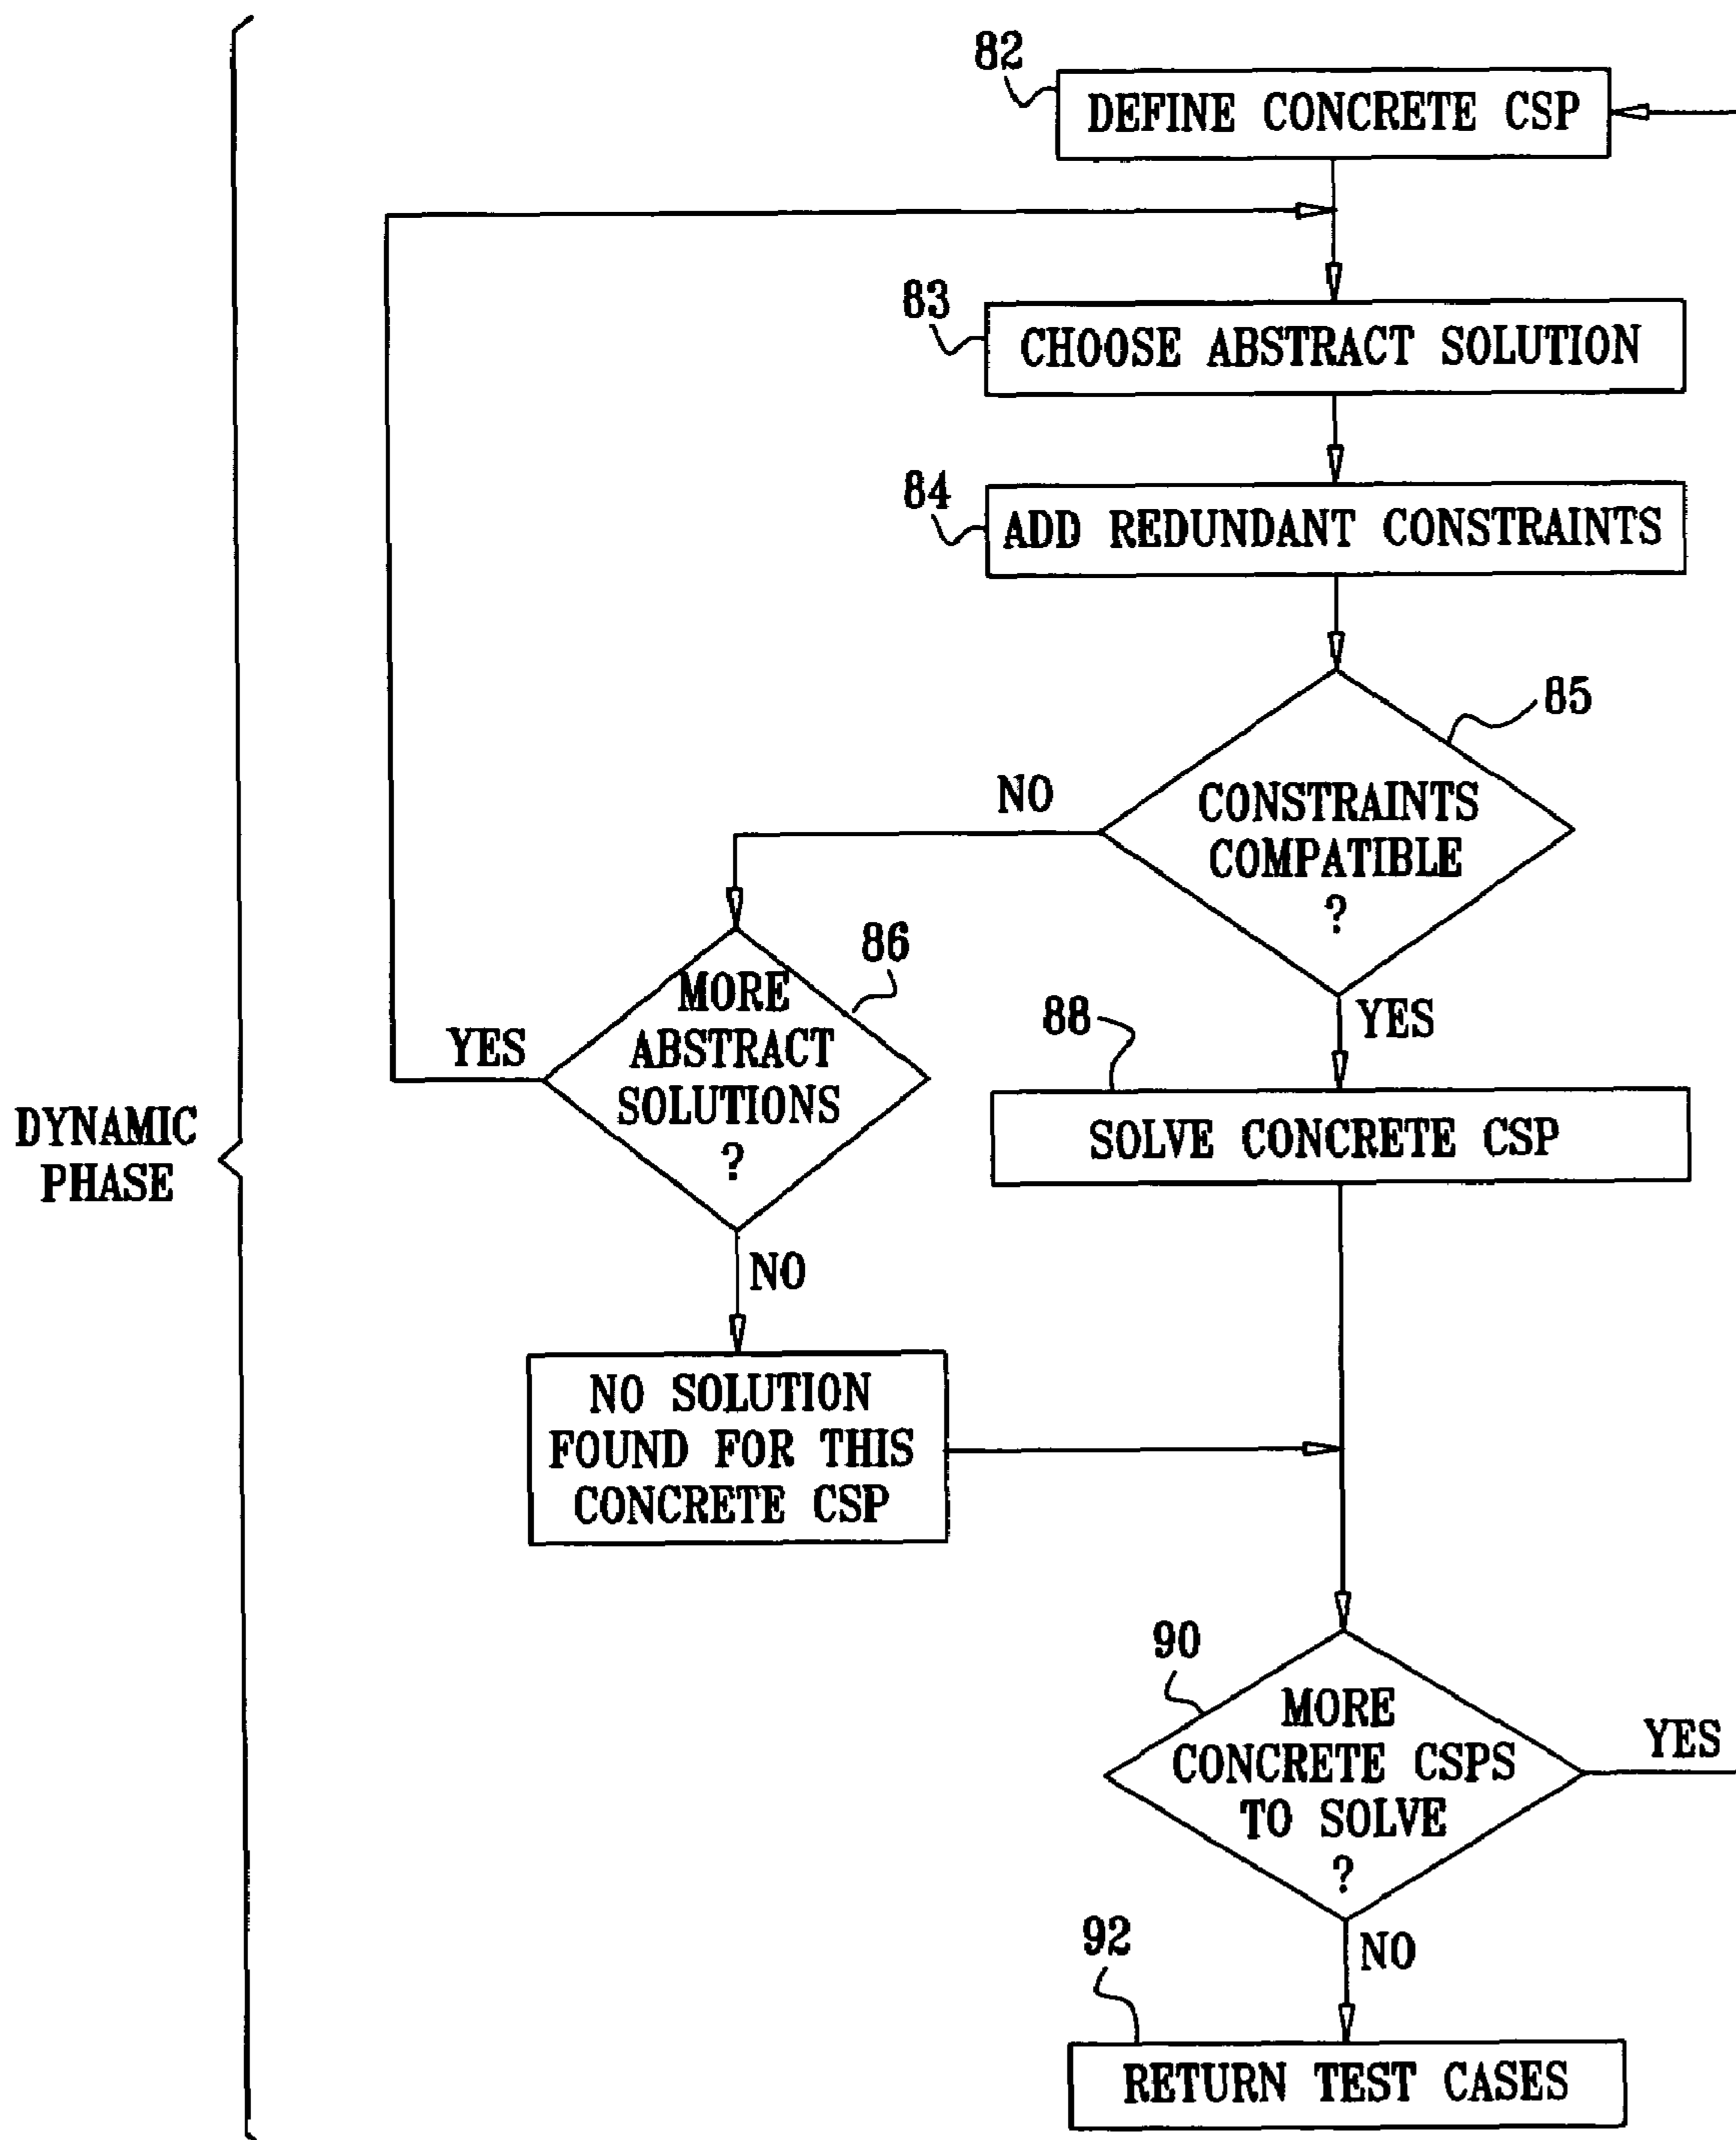 82
DEFINE CONCRETE CSP
83
CHOOSE ABSTRACT SOLUTION
84
ADD REDUNDANT CONSTRAINTS
85
CONSTRAINTS
COMPATIBLE
?
NO
YES
86
MORE
ABSTRACT
SOLUTIONS
?
YES
NO
88
SOLVE CONCRETE CSP
DYNAMIC
PHASE
NO SOLUTION
FOUND FOR THIS
CONCRETE CSP
90
MORE
CONCRETE CSPS
TO SOLVE
?
YES
NO
92
RETURN TEST CASES